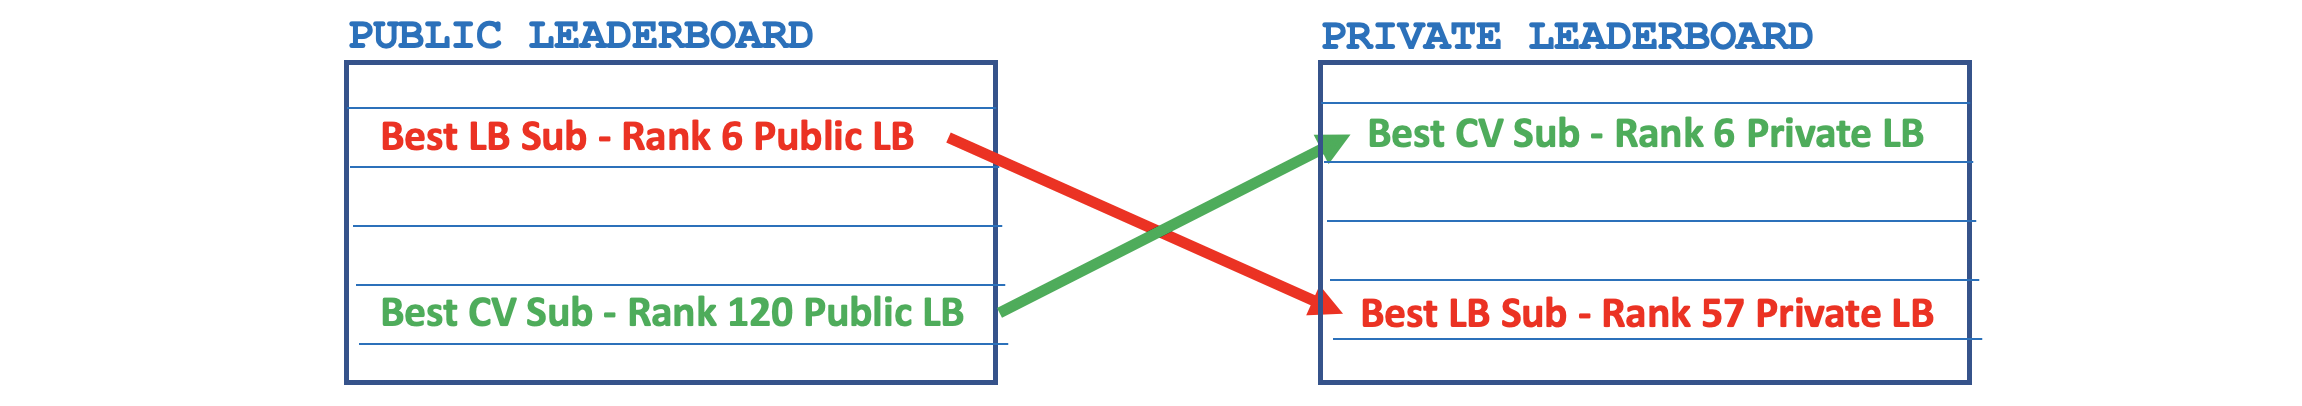 PUBLIC LEADERBOARD
Best LB Sub - Rank 6 Public LB
Best CV Sub - Rank 120 Public LB
PRIVATE LEADERBOARD
Best CV Sub - Rank 6 Private LB
Best LB Sub - Rank 57 Private LB